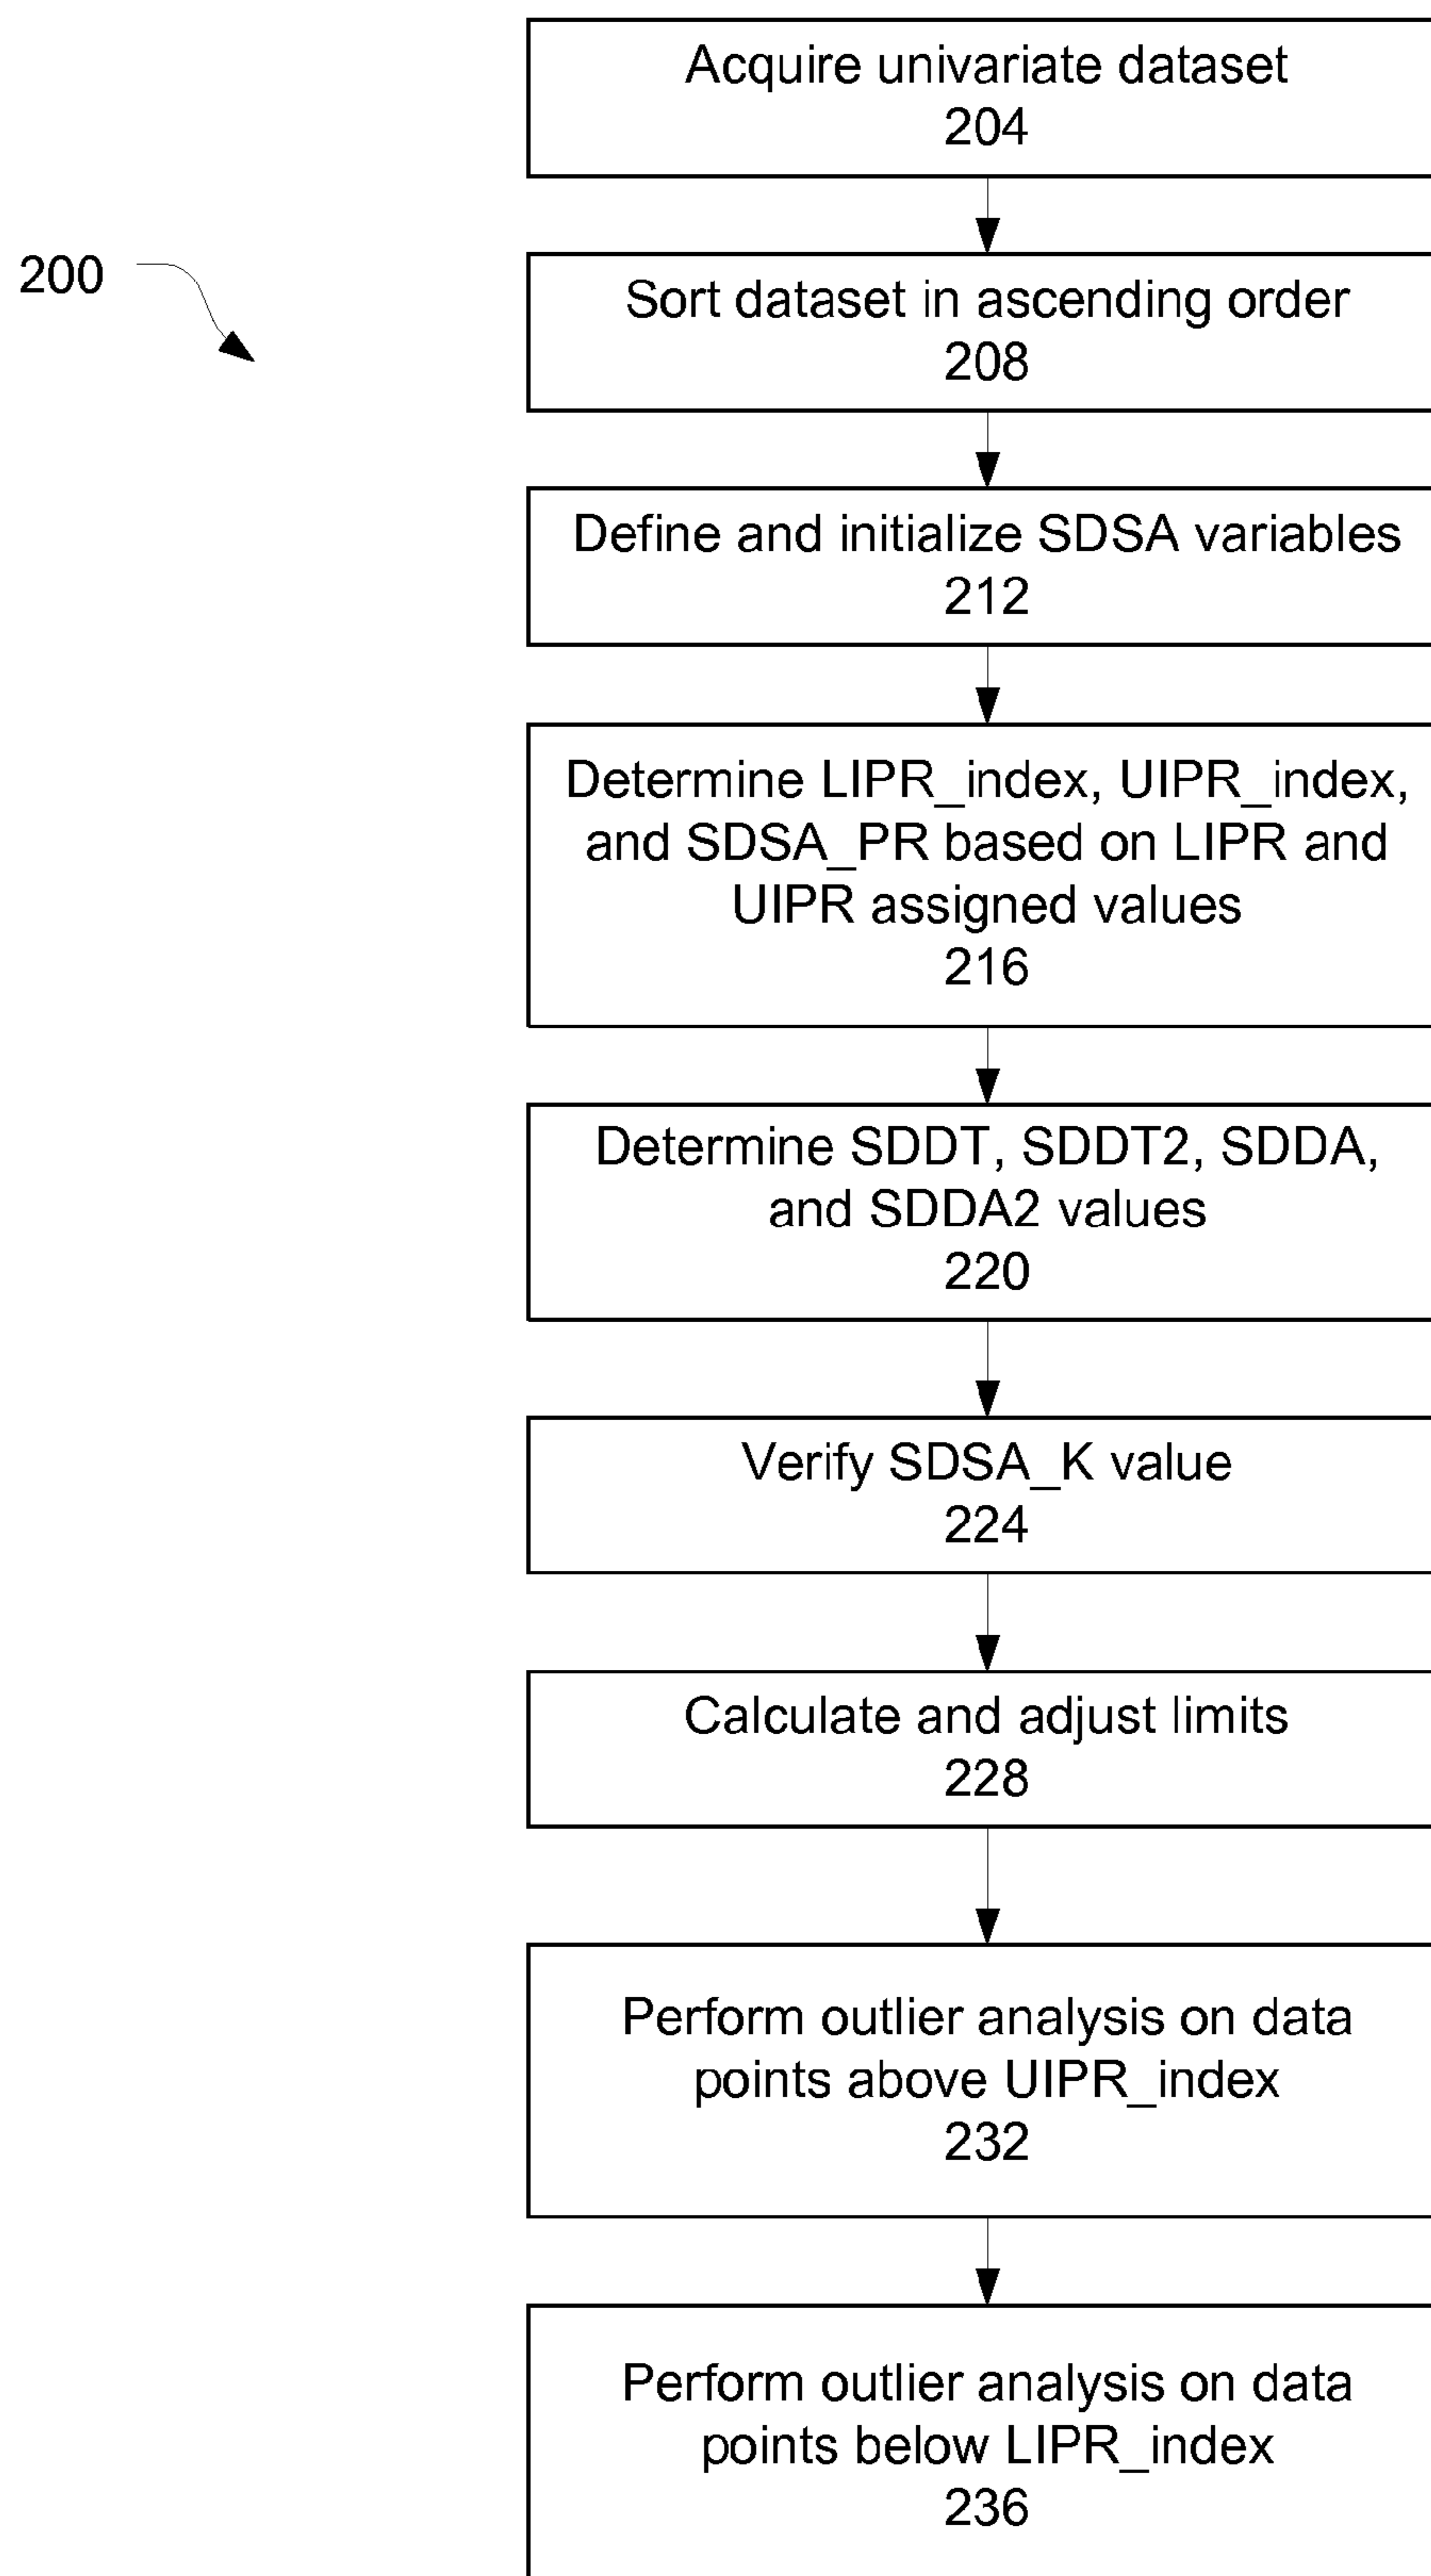 Acquire univariate dataset
204
200
Sort dataset in ascending order
208
Define and initialize SDSA variables
212
Determine LIPR_index, UIPR_index,
and SDSA_PR based on LIPR and
UIPR assigned values
216
Determine SDDT, SDDT2, SDDA,
and SDDA2 values
220
Verify SDSA_K value
224
Calculate and adjust limits
228
Perform outlier analysis on data
points above UIPR_index
232
Perform outlier analysis on data
points below LIPR_index
236